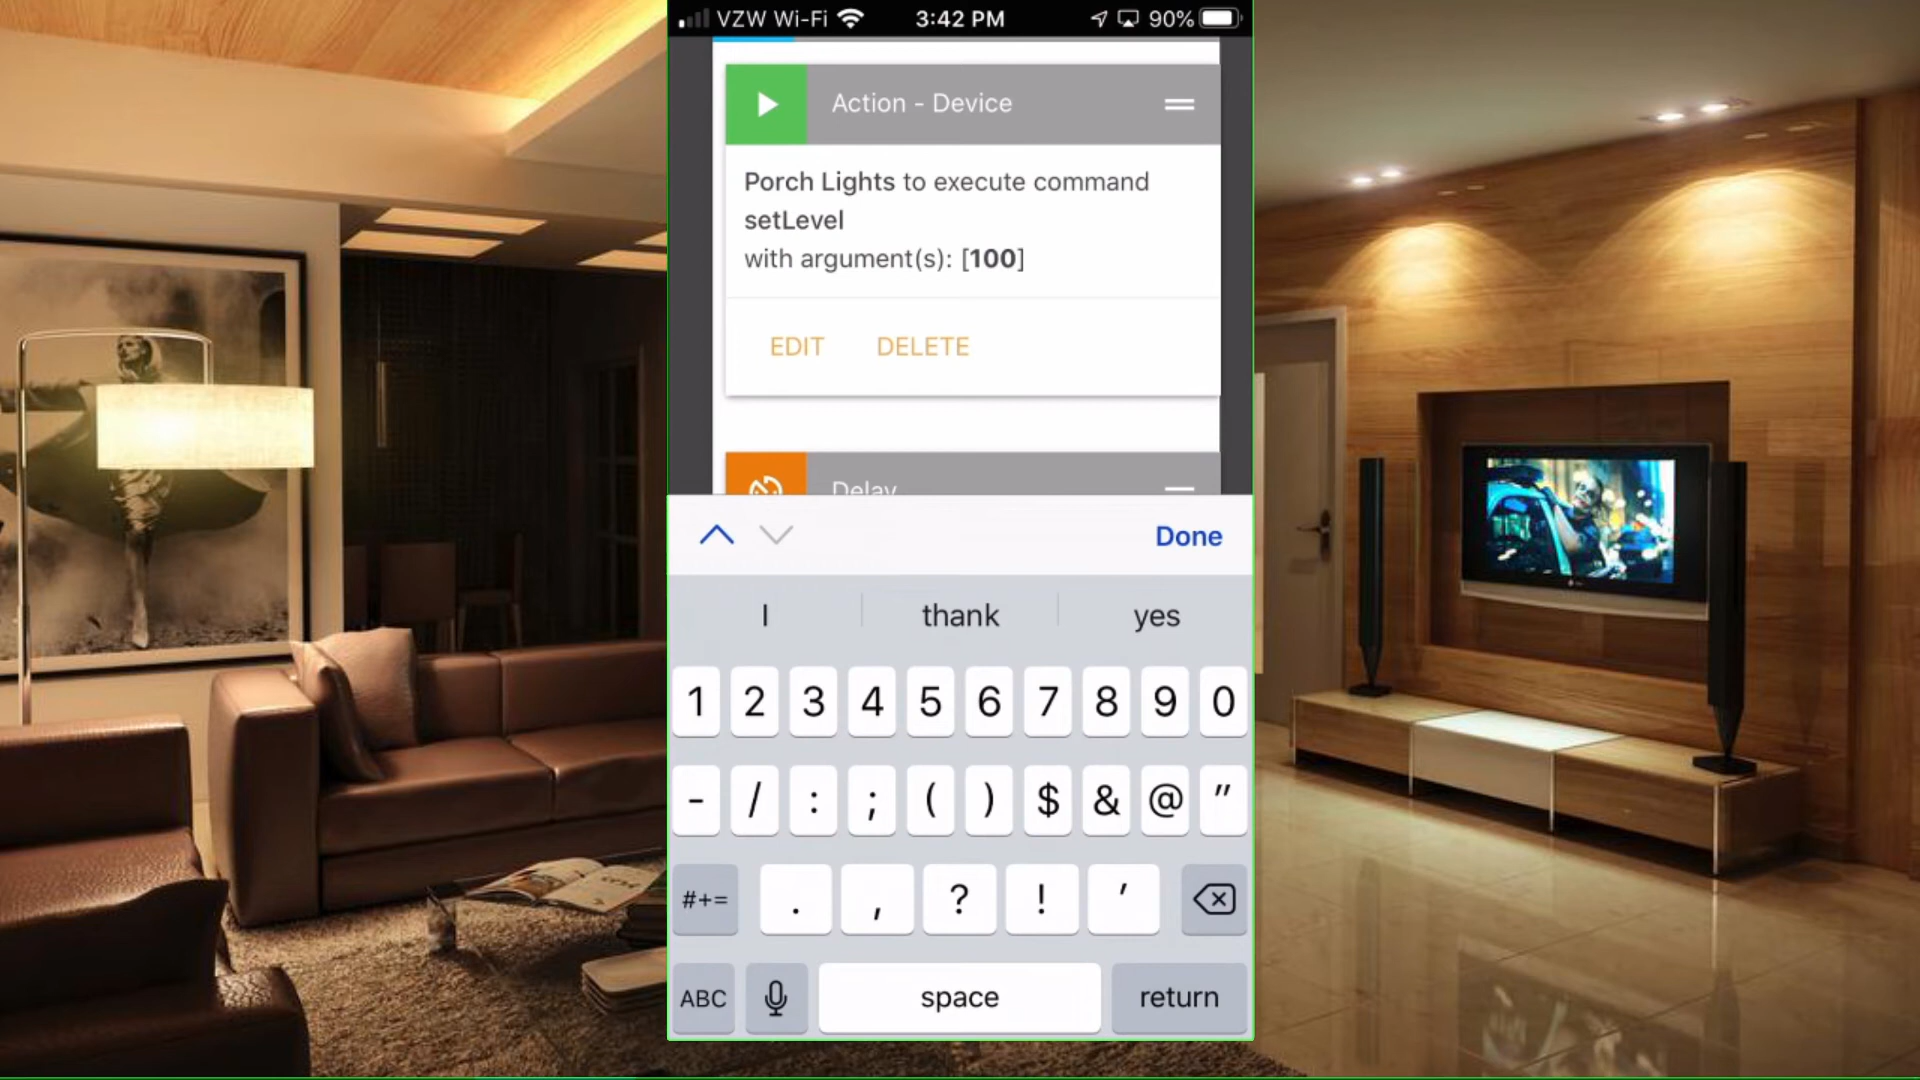 VZW Wi-Fi 3:42 PM 90%
Action - Device
Porch Lights to execute command
setLevel
with argument(s): [100]
EDIT DELETE
Delay
Done
I thank yes
1 2 3 4 5 6 7 8 9 0
- / : ; ( ) $ & @ "
#+= . , ? ! '
ABC space return